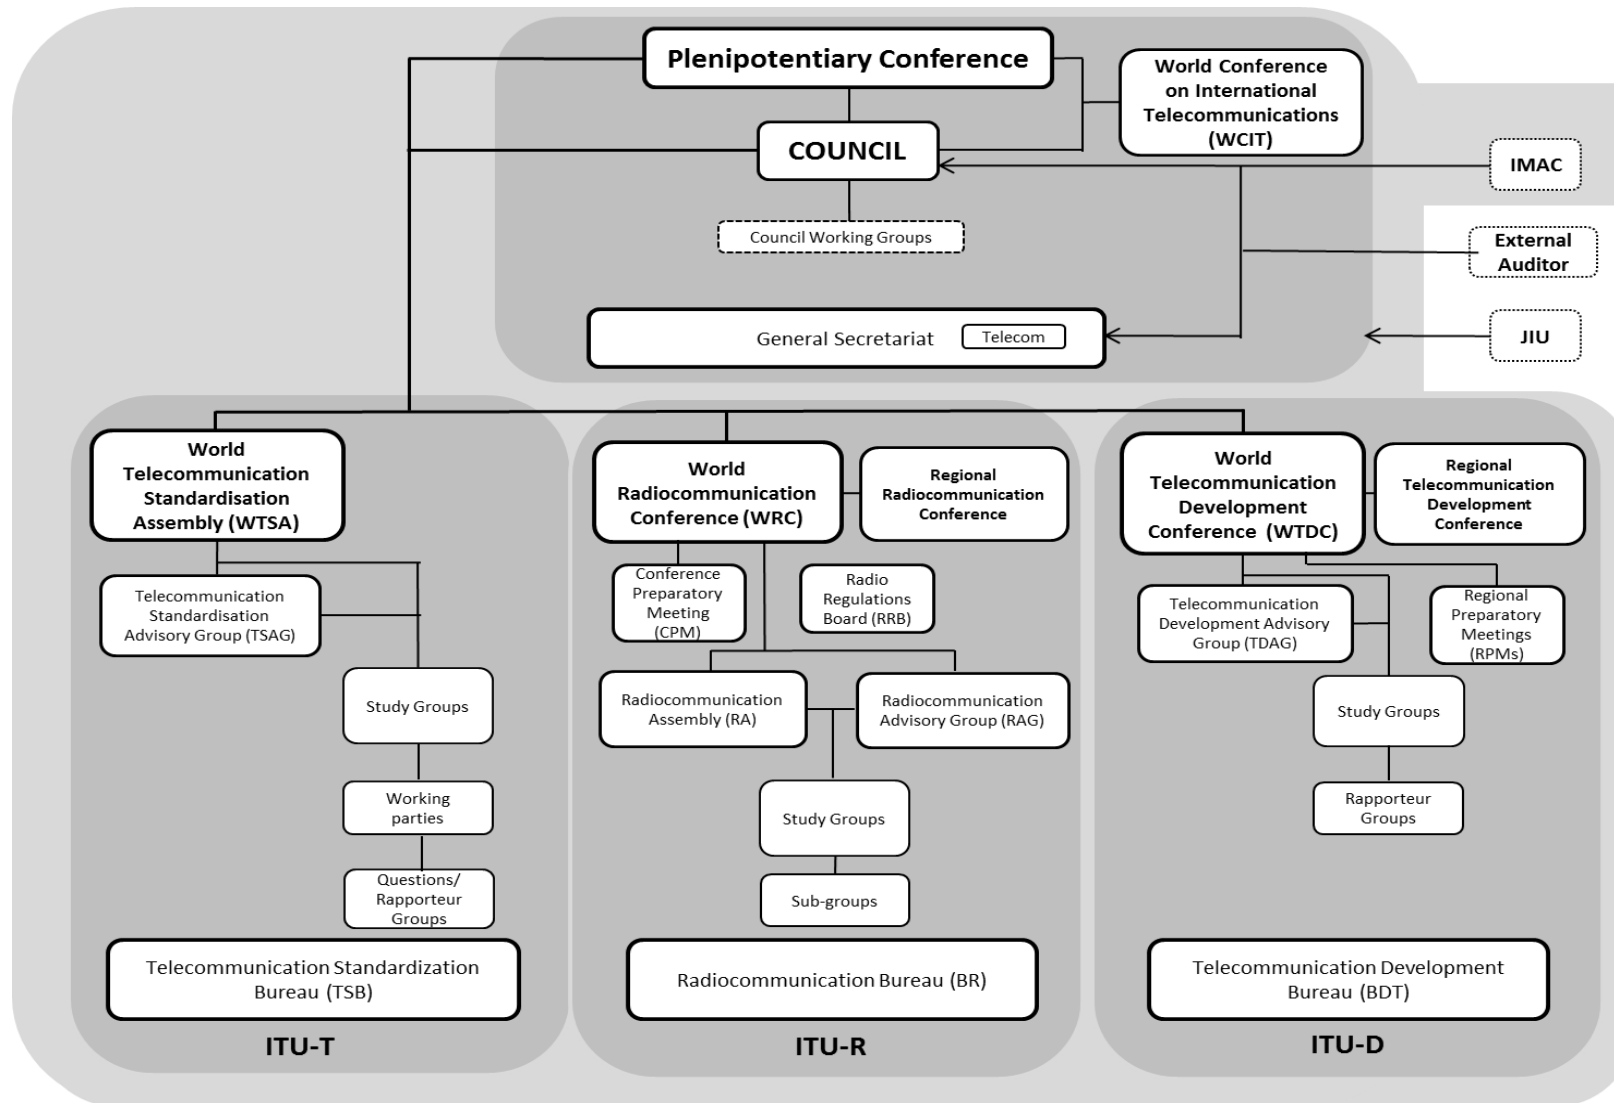 Plenipotentiary Conference
World Conference
on International
Telecommunications
(WCIT)
COUNCIL
IMAC
Council Working Groups
External
Auditor
General Secretariat
Telecom
JIU
World
Telecommunication
Standardisation
Assembly (WTSA)
World
Radiocommunication
Conference (WRC)
Regional
Radiocommunication
Conference
World
Telecommunication
Development
Conference (WTDC)
Regional
Telecommunication
Development
Conference
Telecommunication
Standardisation
Advisory Group (TSAG)
Conference
Preparatory
Meeting
(CPM)
Radio
Regulations
Board (RRB)
Telecommunication
Development Advisory
Group (TDAG)
Regional
Preparatory
Meetings
(RPMs)
Study Groups
Radiocommunication
Assembly (RA)
Radiocommunication
Advisory Group (RAG)
Study Groups
Working
parties
Study Groups
Rapporteur
Groups
Questions/
Rapporteur
Groups
Sub-groups
Telecommunication Standardization
Bureau (TSB)
Radiocommunication Bureau (BR)
Telecommunication Development
Bureau (BDT)
ITU-T
ITU-R
ITU-D